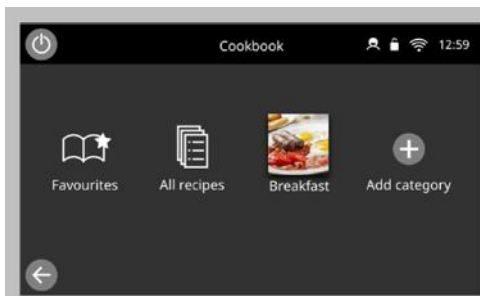 Cookbook
12:59
Favourites
All recipes
Breakfast
Add category